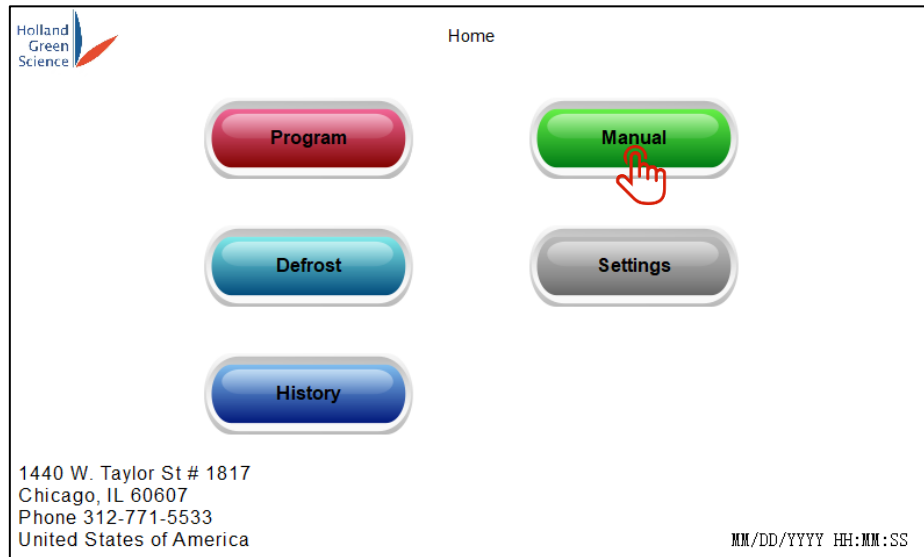 Holland
Green
Science
Home
Program
Manual
Defrost
Settings
History
1440 W. Taylor St # 1817
Chicago, IL 60607
Phone 312-771-5533
United States of America
MM/DD/YYYY HH:MM:SS